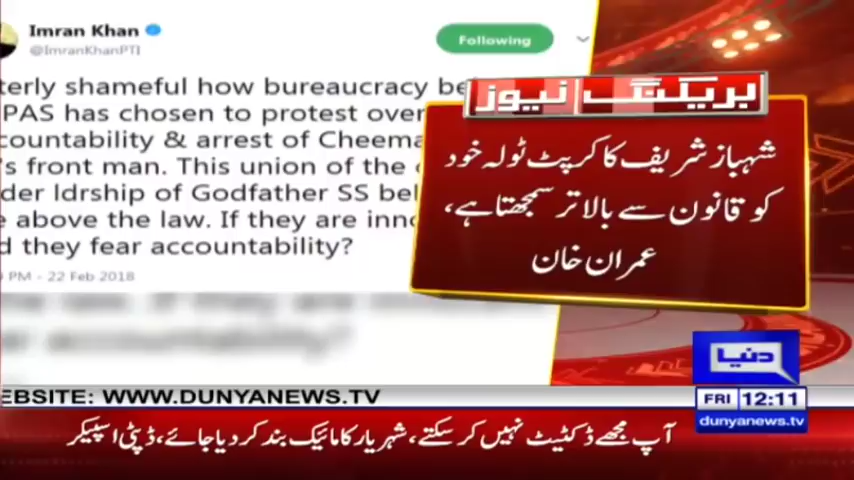 Imran Khan
@ImranKhanPTI
Following
terly shameful how bureaucracy be
PAS has chosen to protest over
countability & arrest of Cheema
's front man. This union of the
der ldrship of Godfather SS bel
e above the law. If they are inno
d they fear accountability?
PM - 22 Feb 2018
بریکنگ نیوز
شہباز شریف کا کرپٹ ٹولہ خود
کو قانون سے بالاتر سمجھتا ہے،
عمران خان
دنیا
EBSITE: WWW.DUNYANEWS.TV
FRI 12:11
dunyanews.tv
آپ مجھے ڈکٹیٹ نہیں کر سکتے، شہریار کا مائیک بند کر دیا جائے، ڈپٹی اسپیکر